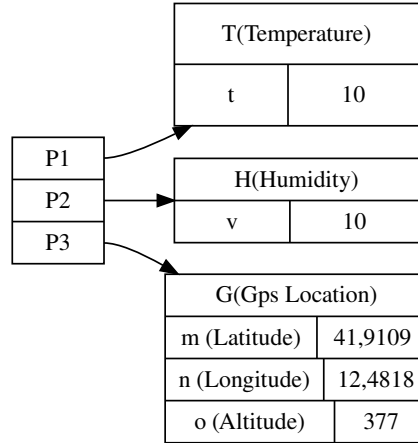 T(Temperature)
t 10
P1
P2
P3
H(Humidity)
v 10
G(Gps Location)
m (Latitude) 41,9109
n (Longitude) 12,4818
o (Altitude) 377